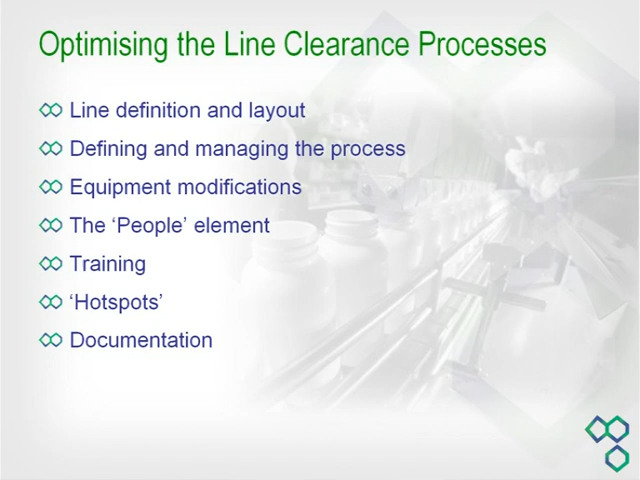 Optimising the Line Clearance Processes
Line definition and layout
Defining and managing the process
Equipment modifications
The ‘People’ element
Training
‘Hotspots’
Documentation